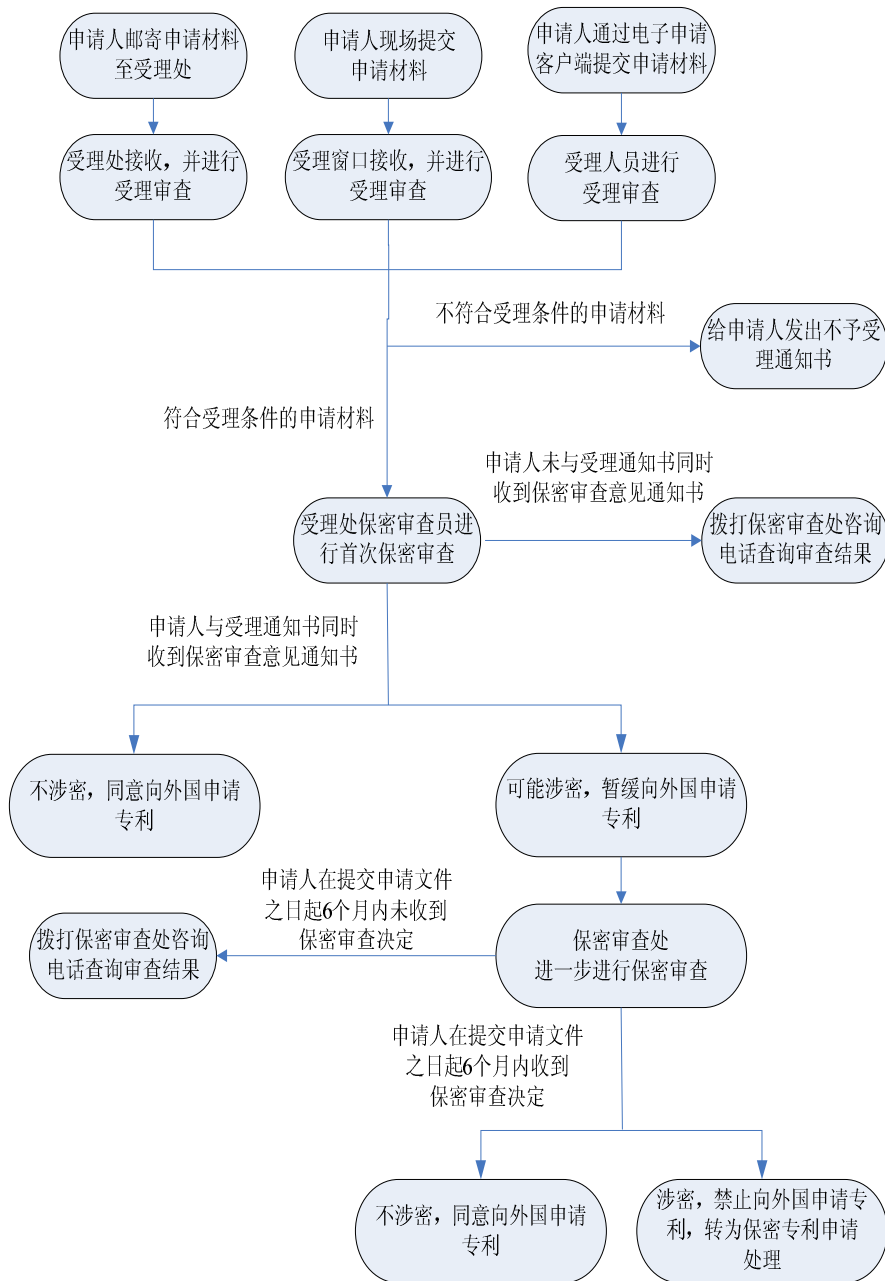 申请人邮寄申请材料
至受理处
申请人现场提交
申请材料
申请人通过电子申请
客户端提交申请材料
受理处接收，并进行
受理审查
受理窗口接收，并进行
受理审查
受理人员进行
受理审查
不符合受理条件的申请材料
给申请人发出不予受
理通知书
符合受理条件的申请材料
申请人未与受理通知书同时
收到保密审查意见通知书
受理处保密审查员进
行首次保密审查
拨打保密审查处咨询
电话查询审查结果
申请人与受理通知书同时
收到保密审查意见通知书
不涉密，同意向外国申请
专利
可能涉密，暂缓向外国申请
专利
申请人在提交申请文件
之日起6个月内未收到
保密审查决定
拨打保密审查处咨询
电话查询审查结果
保密审查处
进一步进行保密审查
申请人在提交申请文件
之日起6个月内收到
保密审查决定
不涉密，同意向外国申请
专利
涉密，禁止向外国申请专
利，转为保密专利申请
处理